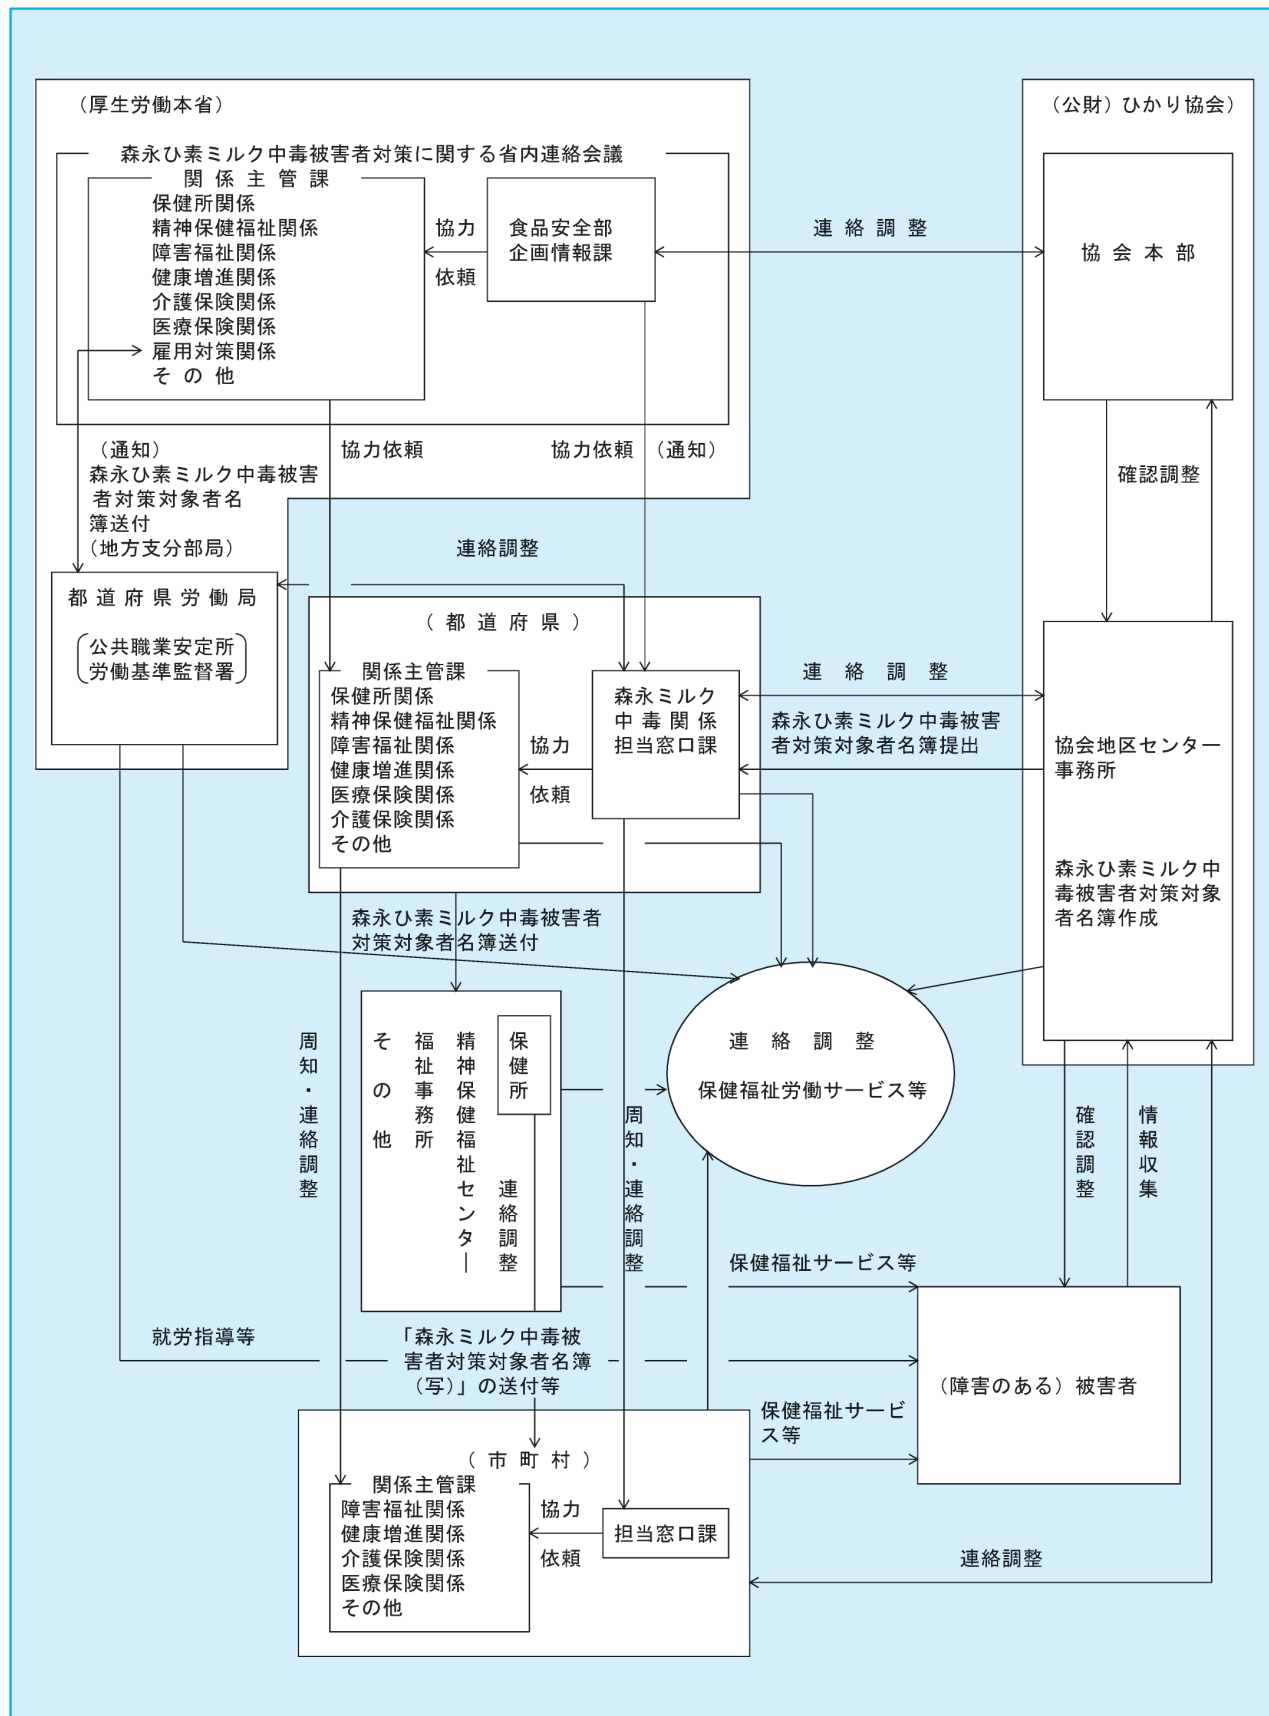 （厚生労働本省）
森永ひ素ミルク中毒被害者対策に関する省内連絡会議
関係主管課
保健所関係
精神保健福祉関係
障害福祉関係
健康増進関係
介護保険関係
医療保険関係
雇用対策関係
その他
協力
依頼
食品安全部
企画情報課
連絡調整
（公財）ひかり協会）
協会本部
（通知）
森永ひ素ミルク中毒被害
者対策対象者名
簿送付
（地方支分部局）
協力依頼
協力依頼
（通知）
確認調整
連絡調整
都道府県労働局
公共職業安定所
労働基準監督署
（都道府県）
関係主管課
保健所関係
精神保健福祉関係
障害福祉関係
健康増進関係
医療保険関係
介護保険関係
その他
協力
依頼
森永ミルク
中毒関係
担当窓口課
連絡調整
森永ひ素ミルク中毒被害
者対策対象者名簿提出
協会地区センター
事務所
森永ひ素ミルク中
毒被害者対策対象
者名簿作成
森永ひ素ミルク中毒被害者
対策対象者名簿送付
周知・連絡調整
その他
福祉事務所
精神保健福祉センター
保健所
連絡調整
周知・連絡調整
連絡調整
保健福祉労働サービス等
確認調整
情報収集
保健福祉サービス等
就労指導等
「森永ミルク中毒被
害者対策対象者名簿
（写）」の送付等
（障害のある）被害者
保健福祉サービ
ス等
（市町村）
関係主管課
障害福祉関係
健康増進関係
介護保険関係
医療保険関係
その他
協力
依頼
担当窓口課
連絡調整